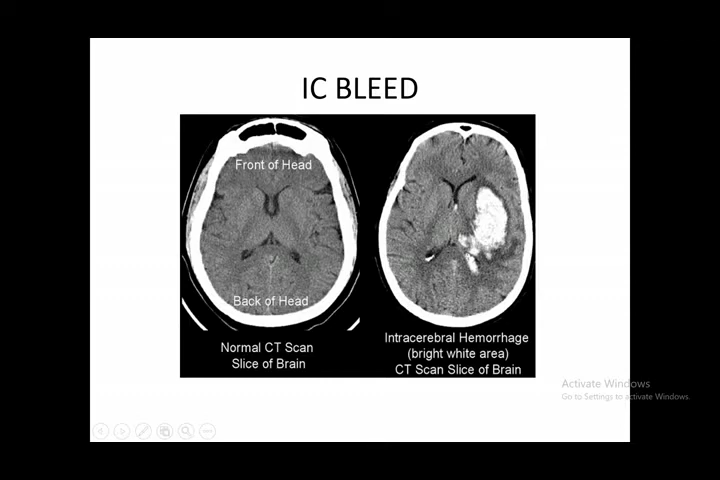 IC BLEED
Front of Head
Back of Head
Normal CT Scan
Slice of Brain
Intracerebral Hemorrhage
(bright white area)
CT Scan Slice of Brain
Activate Windows
Go to Settings to activate Windows.